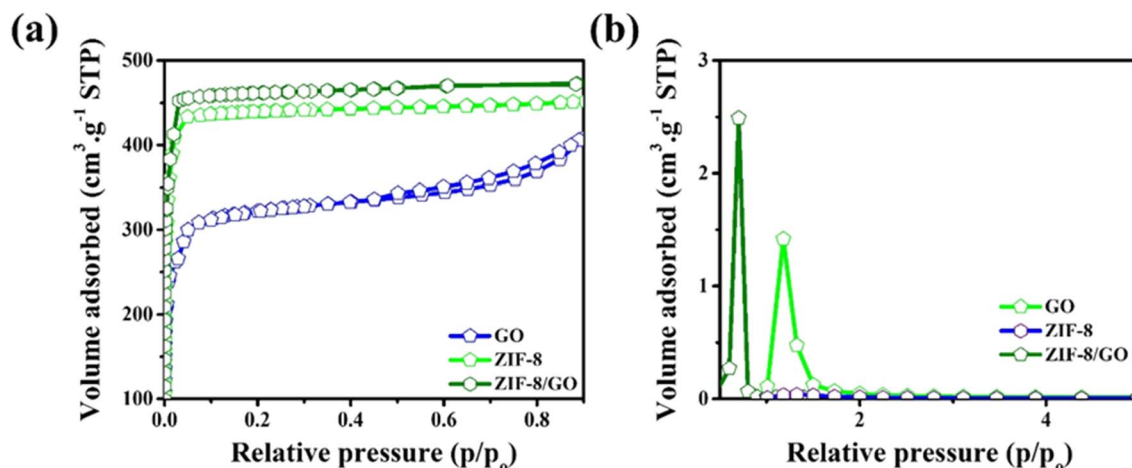 (a)
Volume adsorbed (cm³.g⁻¹ STP)
500
400
300
200
100
0.0
0.2
0.4
0.6
0.8
Relative pressure (p/pₒ)
GO
ZIF-8
ZIF-8/GO
(b)
Volume adsorbed (cm³.g⁻¹ STP)
3
2
1
0
2
4
Relative pressure (p/pₒ)
GO
ZIF-8
ZIF-8/GO